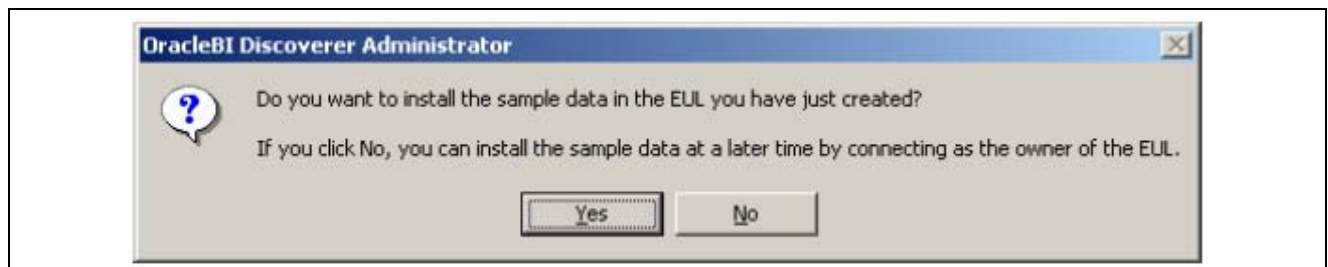 OracleBI Discoverer Administrator
Do you want to install the sample data in the EUL you have just created?
If you click No, you can install the sample data at a later time by connecting as the owner of the EUL.
Yes No